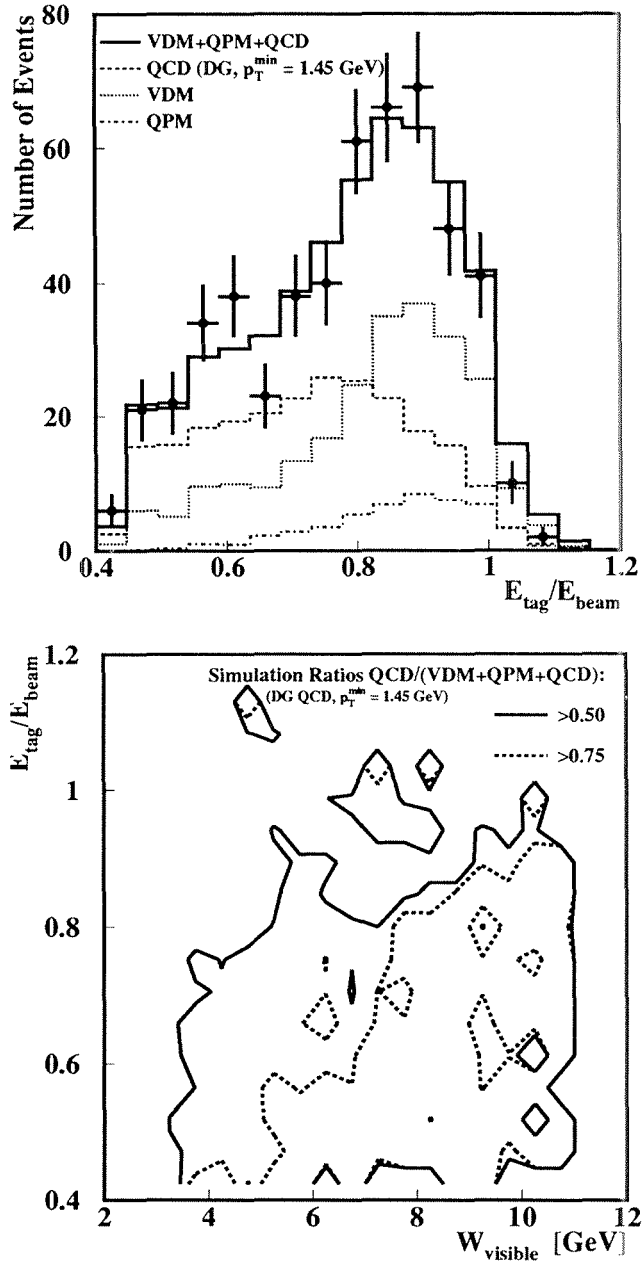 Number of Events
80
60
40
20
0
VDM+QPM+QCD
QCD (DG, p_T^min = 1.45 GeV)
VDM
QPM
0.4 0.6 0.8 1 1.2
E_tag/E_beam
E_tag/E_beam
1.2
1
0.8
0.6
0.4
Simulation Ratios QCD/(VDM+QPM+QCD):
(DG QCD, p_T^min = 1.45 GeV)
>0.50
>0.75
2 4 6 8 10 12
W_visible [GeV]